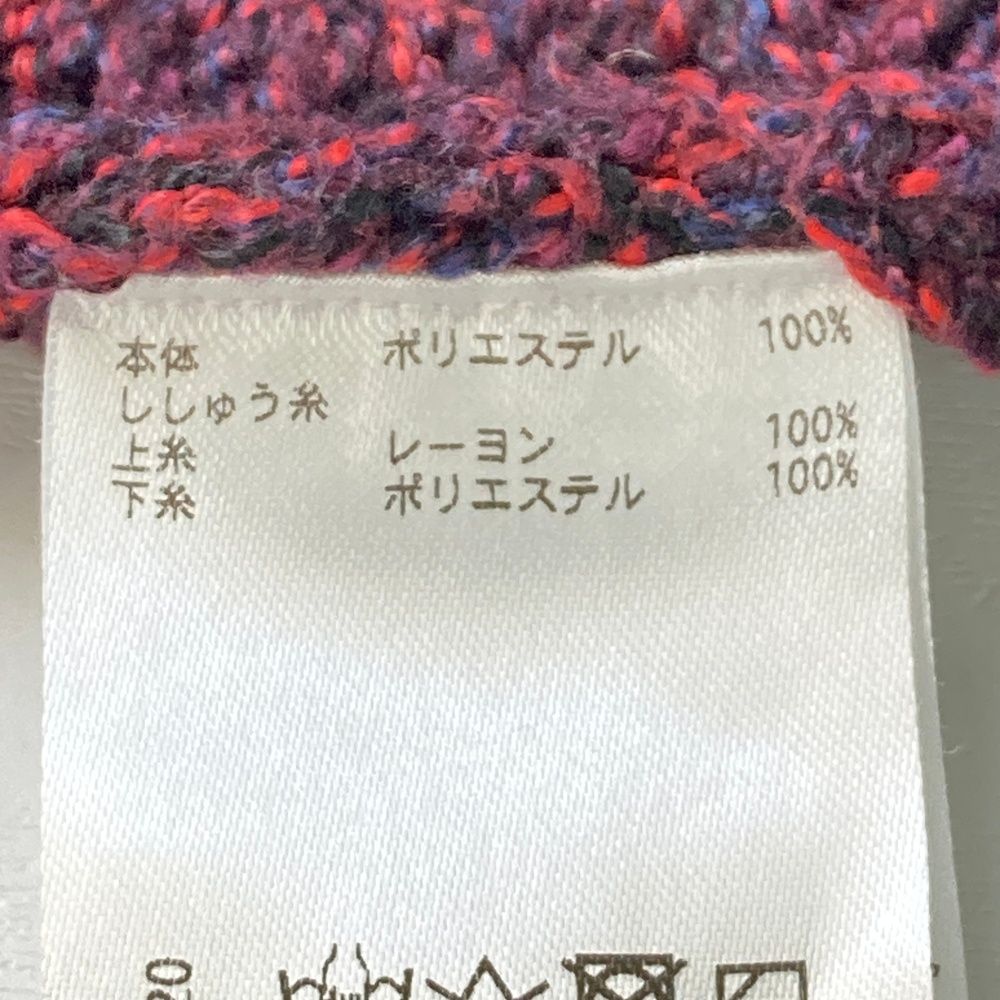 本体 ポリエステル 100%
ししゅう糸
上糸 レーヨン 100%
下糸 ポリエステル 100%
20